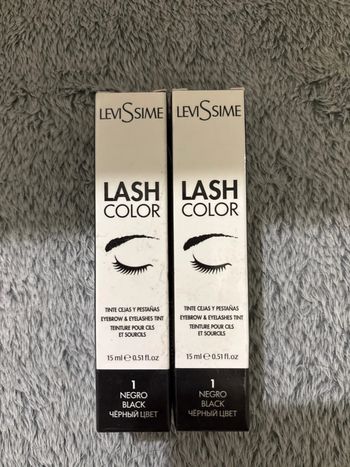 LEVISSIME
LASH
COLOR
TINTE CEJAS Y PESTAÑAS
EYEBROW & EYELASHES TINT
TEINTURE POUR CILS
ET SOURCILS
15 ml ℮ 0.51 fl.oz
1
NEGRO
BLACK
ЧЁРНЫЙ ЦВЕТ
LEVISSIME
LASH
COLOR
TINTE CEJAS Y PESTAÑAS
EYEBROW & EYELASHES TINT
TEINTURE POUR CILS
ET SOURCILS
15 ml ℮ 0.51 fl.oz
1
NEGRO
BLACK
ЧЁРНЫЙ ЦВЕТ